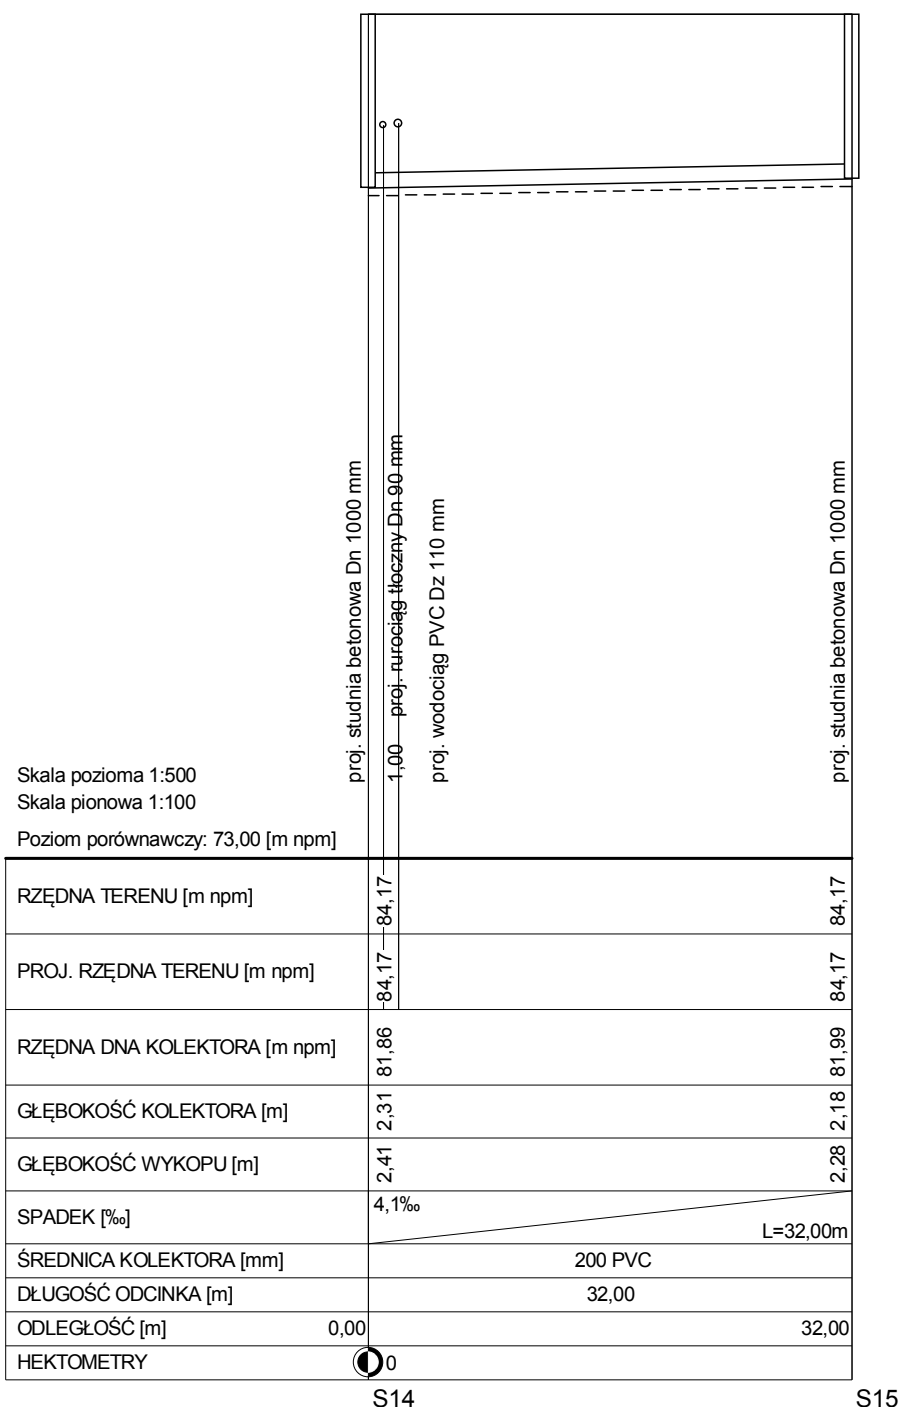 proj. studnia betonowa Dn 1000 mm
1,00 proj. rurociąg tłoczny Dn 90 mm
proj. wodociąg PVC Dz 110 mm
proj. studnia betonowa Dn 1000 mm
Skala pozioma 1:500
Skala pionowa 1:100
Poziom porównawczy: 73,00 [m npm]
RZĘDNA TERENU [m npm] 84,17 84,17
PROJ. RZĘDNA TERENU [m npm] 84,17 84,17
RZĘDNA DNA KOLEKTORA [m npm] 81,86 81,99
GŁĘBOKOŚĆ KOLEKTORA [m] 2,31 2,18
GŁĘBOKOŚĆ WYKOPU [m] 2,41 2,28
SPADEK [‰] 4,1‰ L=32,00m
ŚREDNICA KOLEKTORA [mm] 200 PVC
DŁUGOŚĆ ODCINKA [m] 32,00
ODLEGŁOŚĆ [m] 0,00 32,00
HEKTOMETRY 0
S14 S15